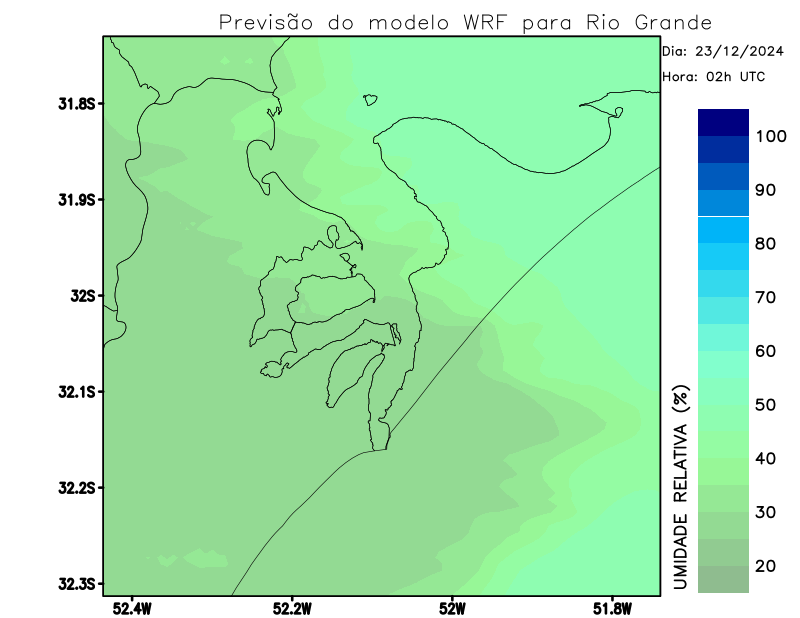 Previsão do modelo WRF para Rio Grande
Dia: 23/12/2024
Hora: 02h UTC
31.8S
31.9S
32S
32.1S
32.2S
32.3S
52.4W
52.2W
52W
51.8W
UMIDADE RELATIVA (%)
100
90
80
70
60
50
40
30
20